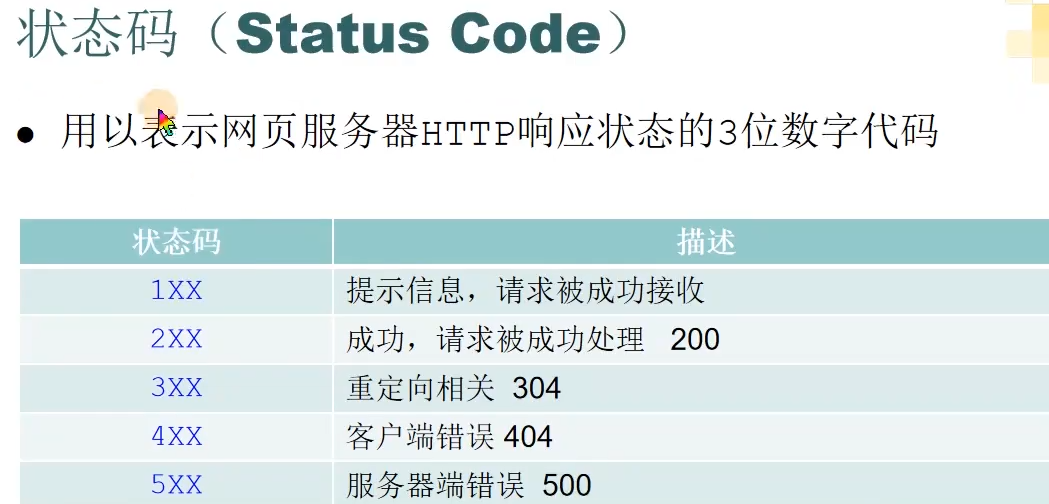 状态码（Status Code）
● 用以表示网页服务器HTTP响应状态的3位数字代码
状态码 描述
1XX 提示信息，请求被成功接收
2XX 成功，请求被成功处理 200
3XX 重定向相关 304
4XX 客户端错误 404
5XX 服务器端错误 500